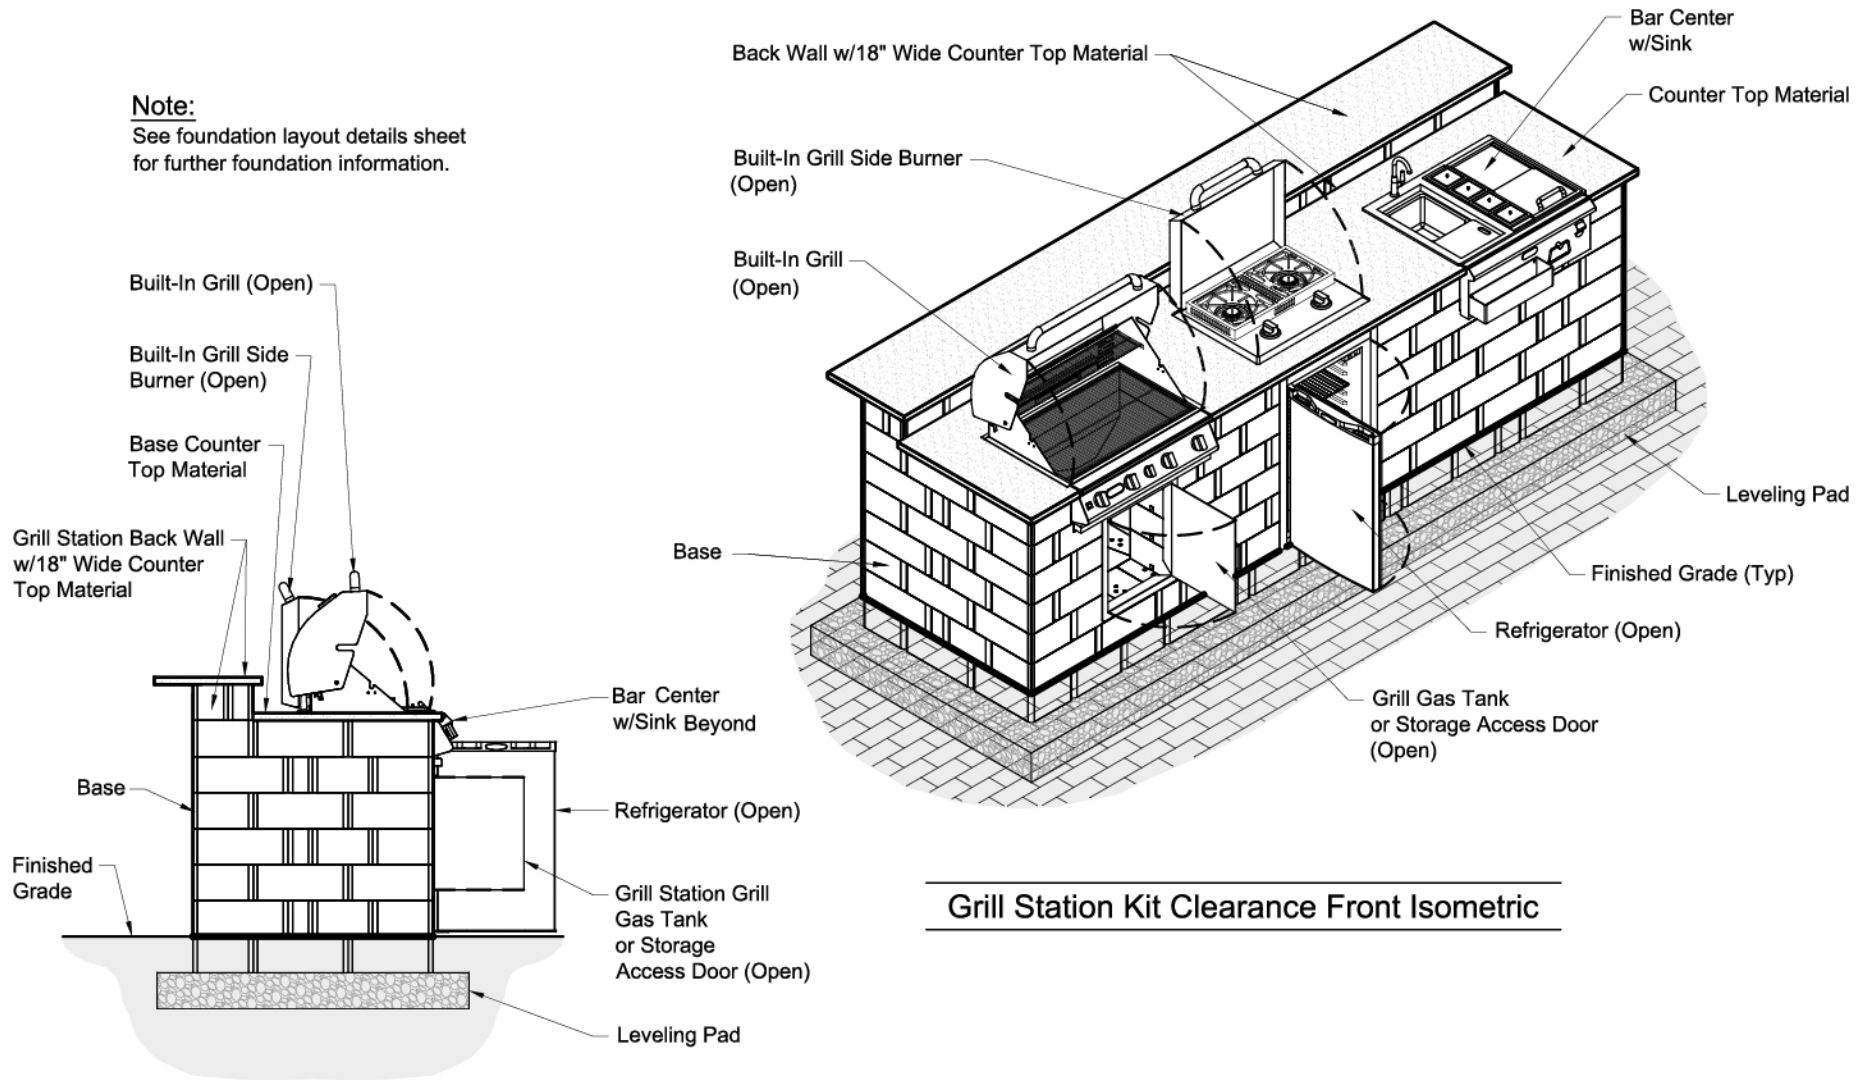 Note:
See foundation layout details sheet
for further foundation information.
Built-In Grill (Open)
Built-In Grill Side
Burner (Open)
Base Counter
Top Material
Grill Station Back Wall
w/18" Wide Counter
Top Material
Base
Finished
Grade
Bar Center
w/Sink Beyond
Refrigerator (Open)
Grill Station Grill
Gas Tank
or Storage
Access Door (Open)
Leveling Pad
Back Wall w/18" Wide Counter Top Material
Built-In Grill Side Burner
(Open)
Built-In Grill
(Open)
Base
Bar Center
w/Sink
Counter Top Material
Leveling Pad
Finished Grade (Typ)
Refrigerator (Open)
Grill Gas Tank
or Storage Access Door
(Open)
Grill Station Kit Clearance Front Isometric